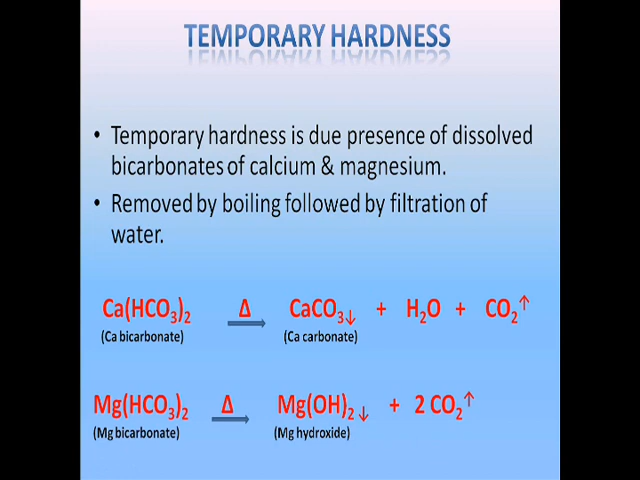 TEMPORARY HARDNESS
• Temporary hardness is due presence of dissolved
bicarbonates of calcium & magnesium.
• Removed by boiling followed by filtration of
water.
Ca(HCO₃)₂ Δ → CaCO₃↓ + H₂O + CO₂↑
(Ca bicarbonate) (Ca carbonate)
Mg(HCO₃)₂ Δ → Mg(OH)₂↓ + 2 CO₂↑
(Mg bicarbonate) (Mg hydroxide)